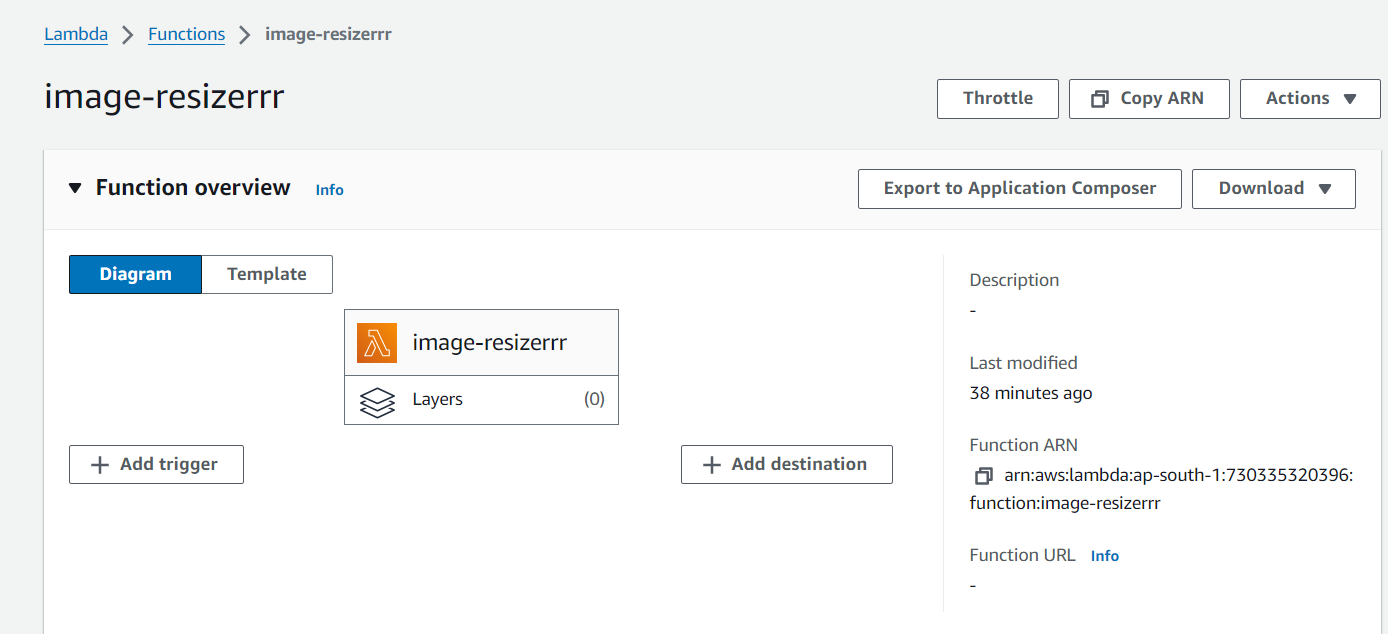 Lambda > Functions > image-resizerrr
image-resizerrr
Throttle
Copy ARN
Actions
Function overview Info
Export to Application Composer
Download
Diagram
Template
image-resizerrr
Layers (0)
+ Add trigger
+ Add destination
Description
-
Last modified
38 minutes ago
Function ARN
arn:aws:lambda:ap-south-1:730335320396:
function:image-resizerrr
Function URL Info
-